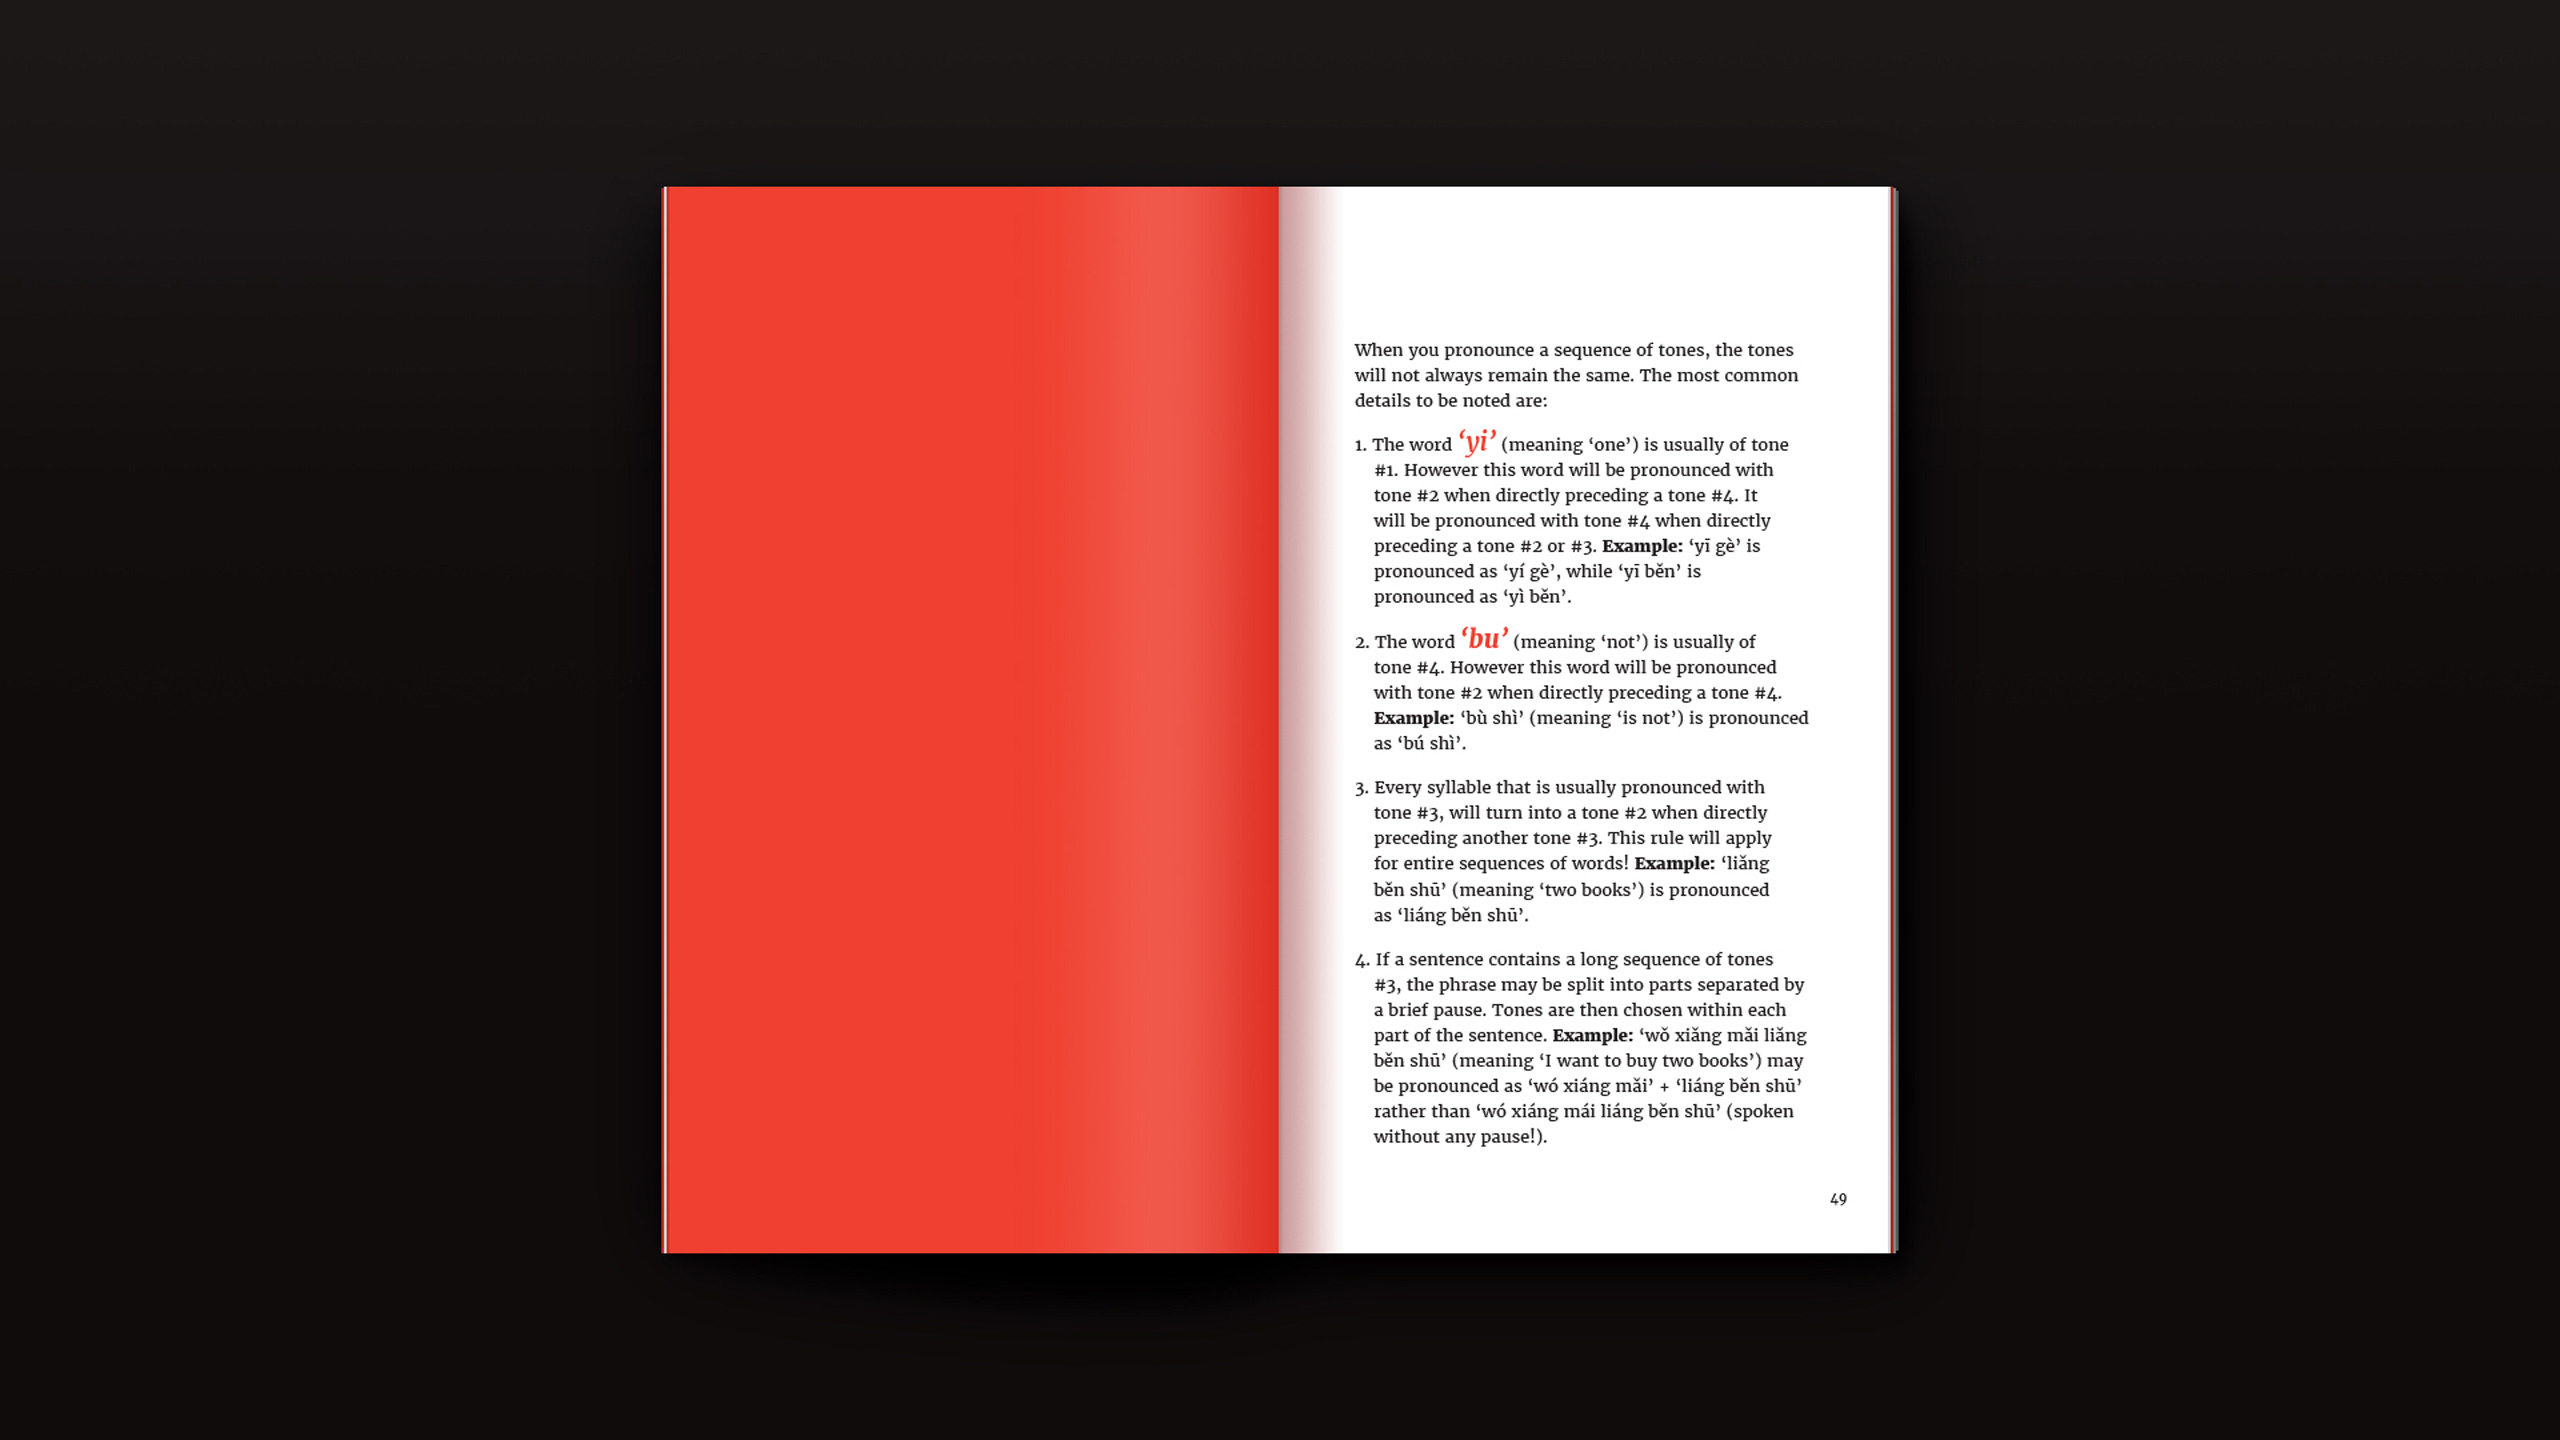 When you pronounce a sequence of tones, the tones
will not always remain the same. The most common
details to be noted are:
1. The word ‘yi’ (meaning ‘one’) is usually of tone
#1. However this word will be pronounced with
tone #2 when directly preceding a tone #4. It
will be pronounced with tone #4 when directly
preceding a tone #2 or #3. Example: ‘yī gè’ is
pronounced as ‘yí gè’, while ‘yī běn’ is
pronounced as ‘yì běn’.
2. The word ‘bu’ (meaning ‘not’) is usually of
tone #4. However this word will be pronounced
with tone #2 when directly preceding a tone #4.
Example: ‘bù shì’ (meaning ‘is not’) is pronounced
as ‘bú shì’.
3. Every syllable that is usually pronounced with
tone #3, will turn into a tone #2 when directly
preceding another tone #3. This rule will apply
for entire sequences of words! Example: ‘liǎng
běn shū’ (meaning ‘two books’) is pronounced
as ‘liáng běn shū’.
4. If a sentence contains a long sequence of tones
#3, the phrase may be split into parts separated by
a brief pause. Tones are then chosen within each
part of the sentence. Example: ‘wǒ xiǎng mǎi liǎng
běn shū’ (meaning ‘I want to buy two books’) may
be pronounced as ‘wó xiáng mǎi’ + ‘liáng běn shū’
rather than ‘wó xiáng mái liáng běn shū’ (spoken
without any pause!).
49